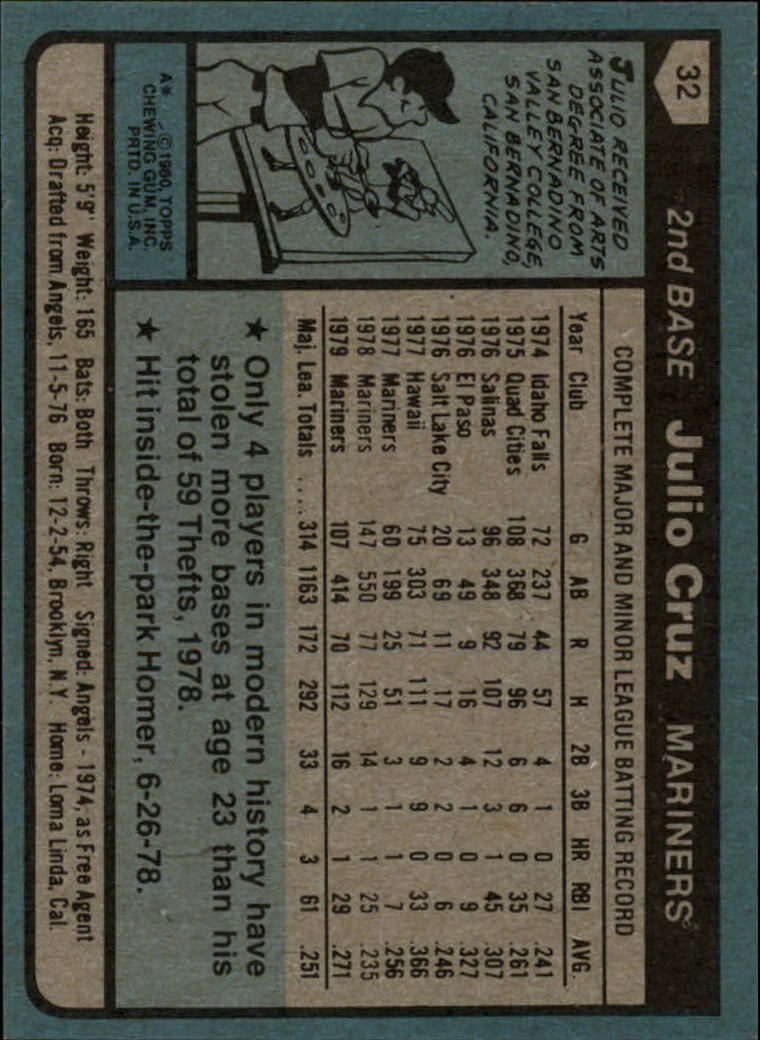 32
2nd BASE Julio Cruz MARINERS
JULIO RECEIVED
ASSOCIATE OF ARTS
DEGREE FROM
SAN BERNADINO
VALLEY COLLEGE,
SAN BERNADINO,
CALIFORNIA.
A* ©1980, TOPPS
CHEWING GUM, INC.
PRTD. IN U.S.A.
COMPLETE MAJOR AND MINOR LEAGUE BATTING RECORD
Year Club G AB R H 2B 3B HR RBI AVG.
1974 Idaho Falls 72 237 44 57 4 1 0 27 .241
1975 Quad Cities 108 368 79 96 6 6 0 35 .261
1976 Salinas 96 348 92 107 12 3 1 45 .307
1976 El Paso 13 49 9 16 4 1 0 9 .327
1976 Salt Lake City 20 69 11 17 2 2 0 6 .246
1977 Hawaii 75 303 71 111 9 9 0 33 .366
1977 Mariners 60 199 25 51 3 1 1 7 .256
1978 Mariners 147 550 77 129 14 1 1 25 .235
1979 Mariners 107 414 70 112 16 2 1 29 .271
Maj. Lea. Totals .... 314 1163 172 292 33 4 3 61 .251
★ Only 4 players in modern history have
stolen more bases at age 23 than his
total of 59 Thefts, 1978.
★ Hit inside-the-park Homer, 6-26-78.
Height: 5'9" Weight: 165 Bats: Both Throws: Right Signed: Angels - 1974, as Free Agent
Acq: Drafted from Angels, 11-5-76 Born: 12-2-54, Brooklyn, N.Y. Home: Loma Linda, Cal.